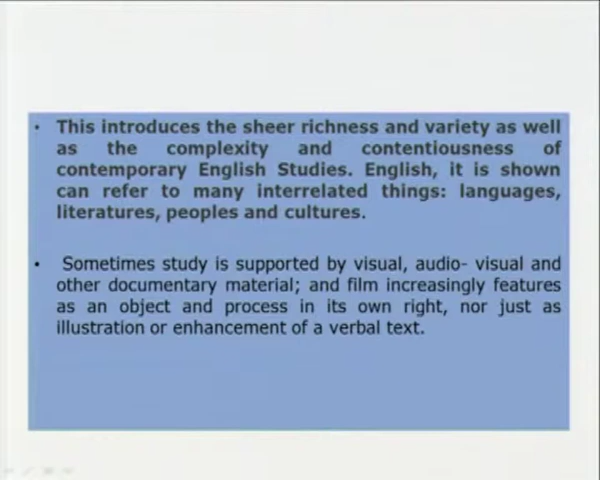 • This introduces the sheer richness and variety as well
as the complexity and contentiousness of
contemporary English Studies. English, it is shown
can refer to many interrelated things: languages,
literatures, peoples and cultures.
• Sometimes study is supported by visual, audio- visual and
other documentary material; and film increasingly features
as an object and process in its own right, nor just as
illustration or enhancement of a verbal text.